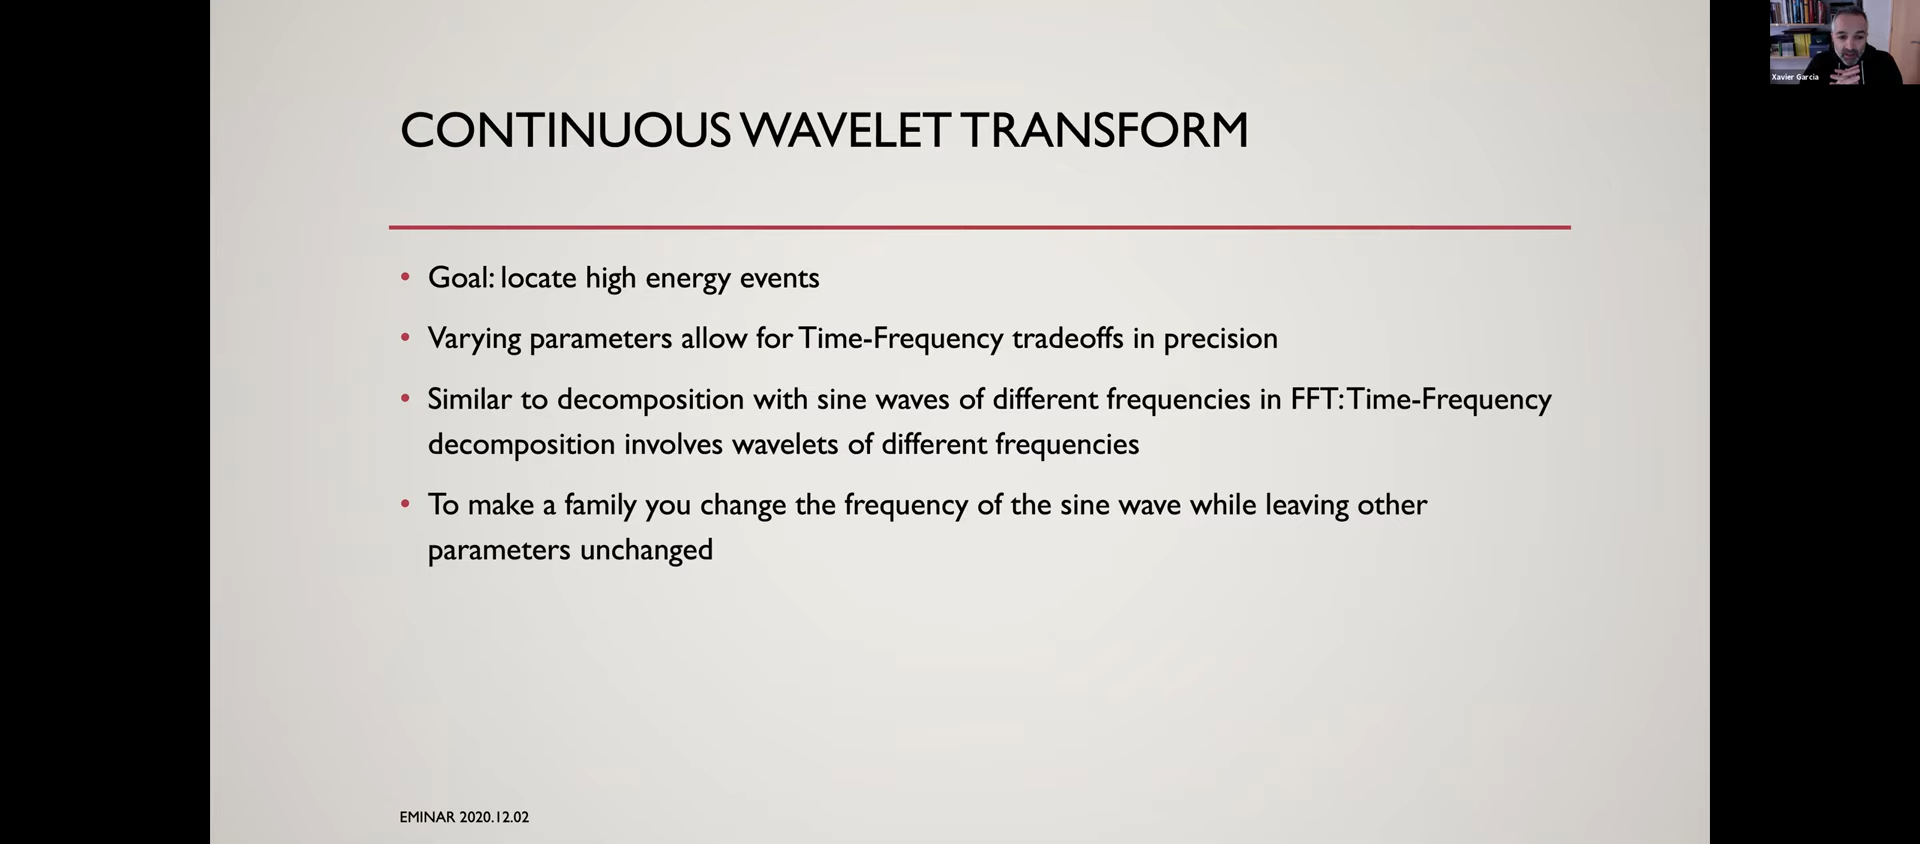 Xavier Garcia
CONTINUOUS WAVELET TRANSFORM
• Goal: locate high energy events
• Varying parameters allow for Time-Frequency tradeoffs in precision
• Similar to decomposition with sine waves of different frequencies in FFT: Time-Frequency
decomposition involves wavelets of different frequencies
• To make a family you change the frequency of the sine wave while leaving other
parameters unchanged
EMINAR 2020.12.02